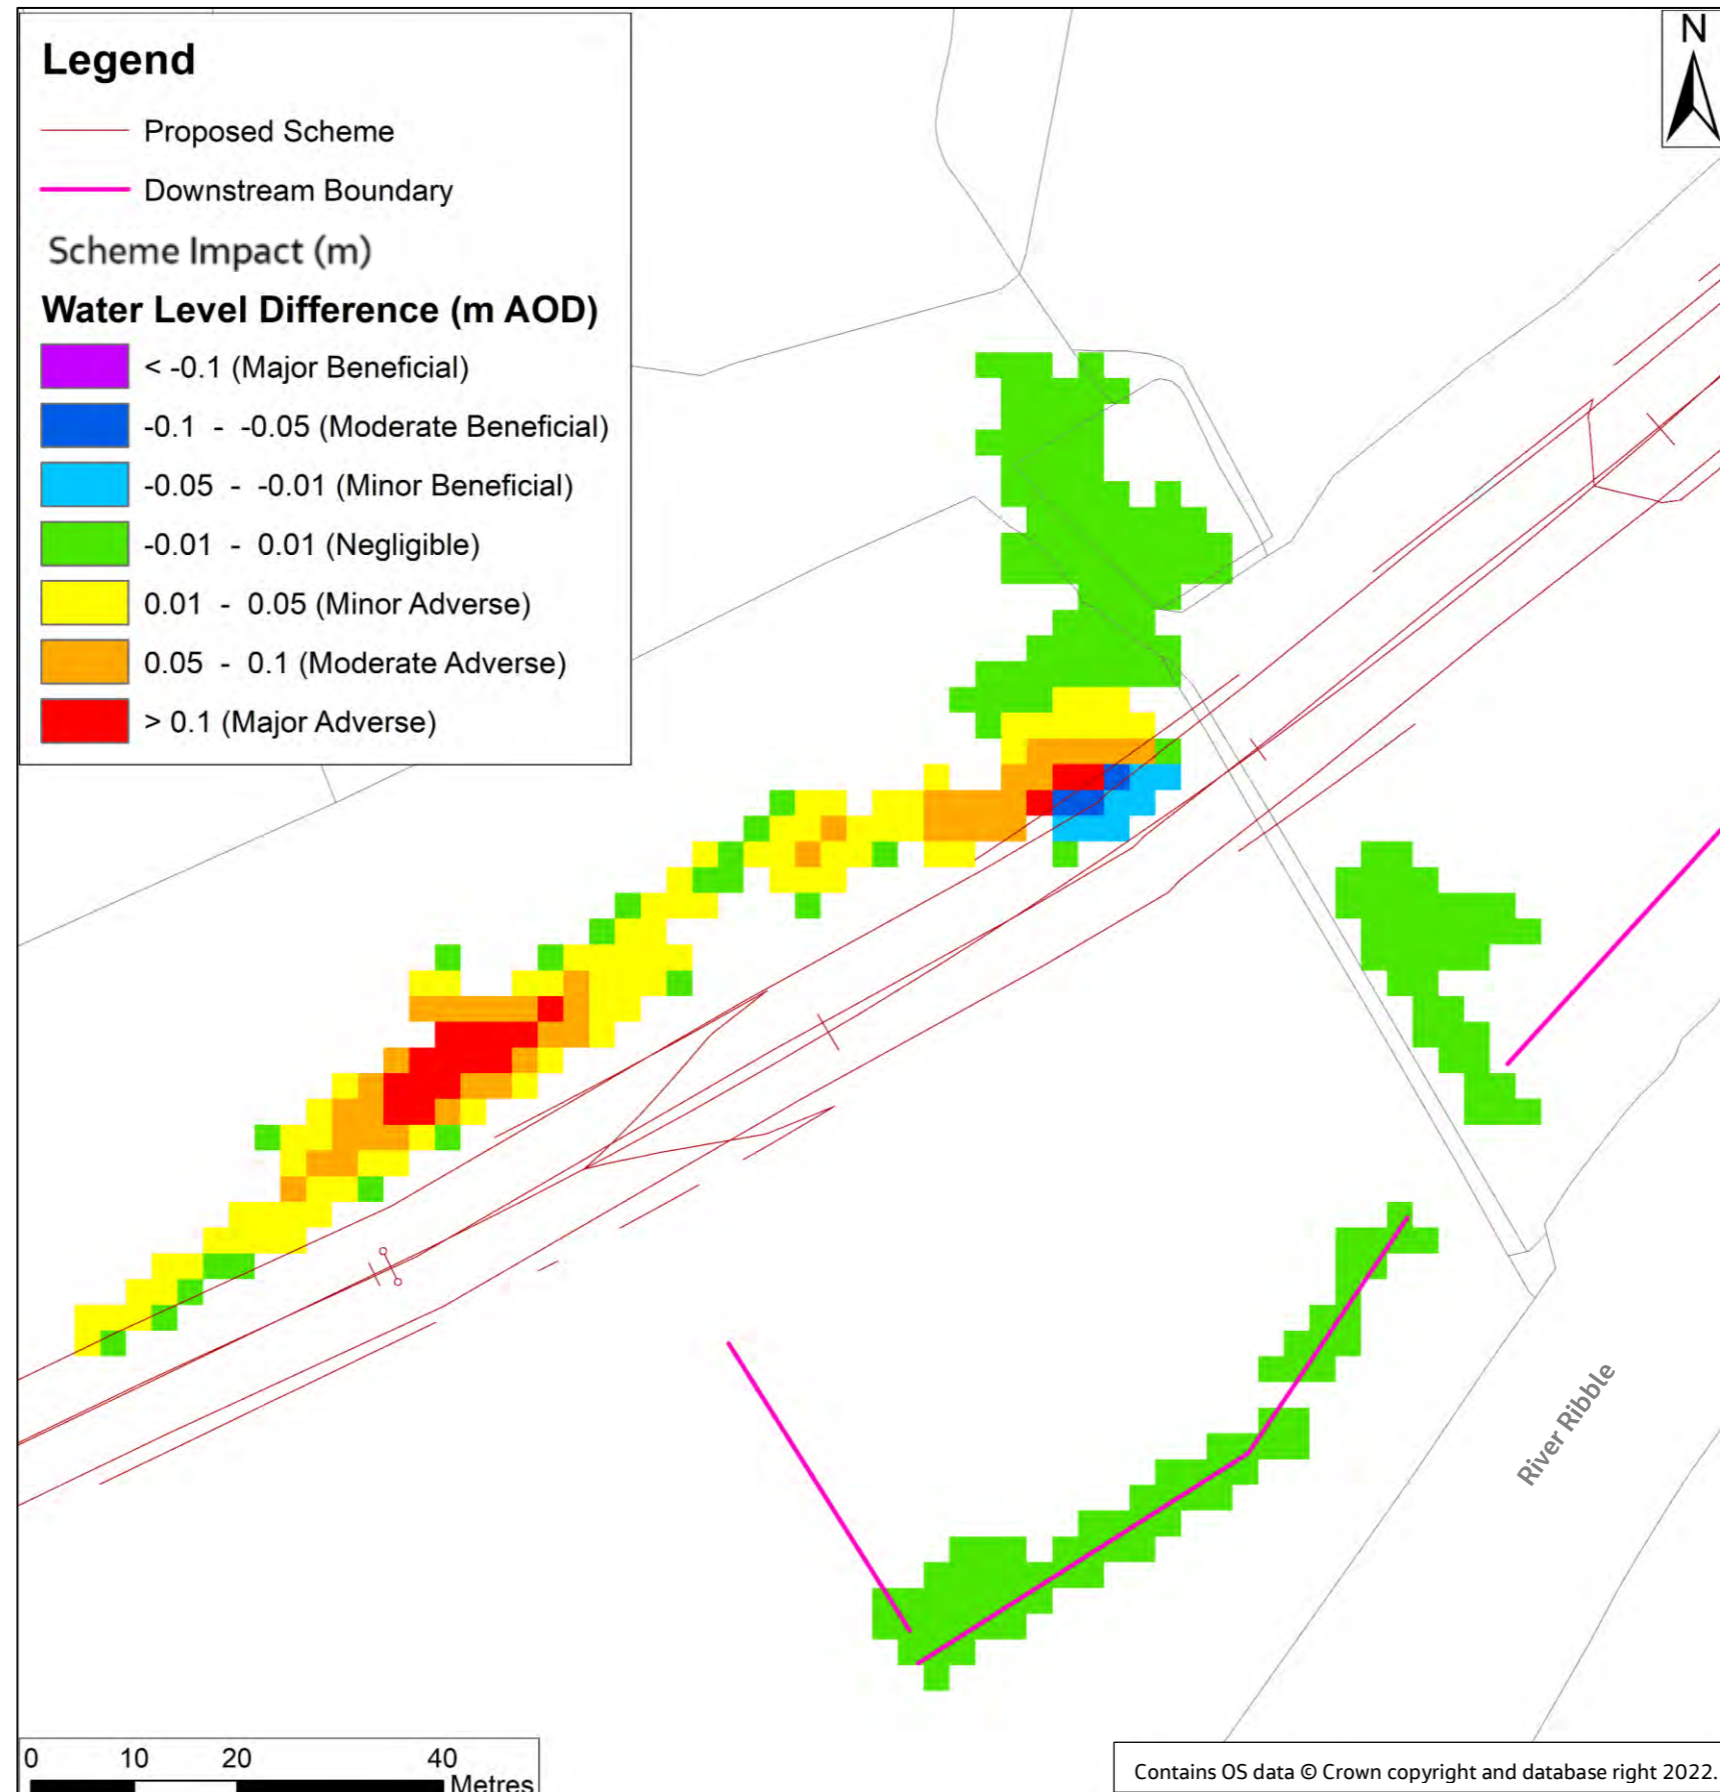 Legend
Proposed Scheme
Downstream Boundary
Scheme Impact (m)
Water Level Difference (m AOD)
< -0.1 (Major Beneficial)
-0.1 - -0.05 (Moderate Beneficial)
-0.05 - -0.01 (Minor Beneficial)
-0.01 - 0.01 (Negligible)
0.01 - 0.05 (Minor Adverse)
0.05 - 0.1 (Moderate Adverse)
> 0.1 (Major Adverse)
N
River Ribble
0 10 20 40
Metres
Contains OS data © Crown copyright and database right 2022.